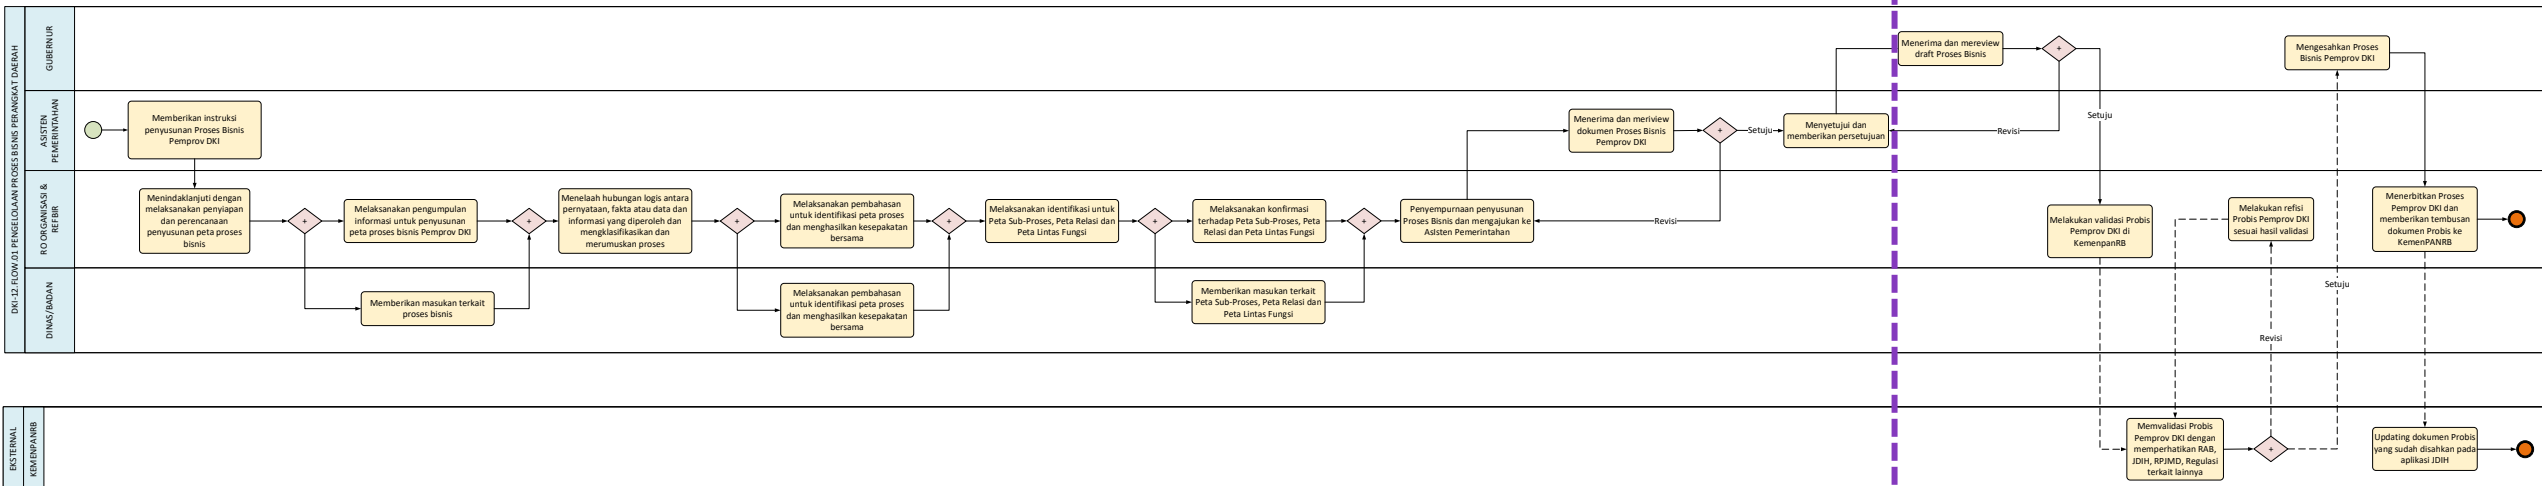 DKI-12.FLOW.01 PENGELOLAAN PROSES BISNIS PERANGKAT DAERAH
GUBERNUR
Menerima dan mereview
draft Proses Bisnis
+
Mengesahkan Proses
Bisnis Pemprov DKI
Setuju
ASISTEN
PEMERINTAHAN
Memberikan instruksi
penyusunan Proses Bisnis
Pemprov DKI
Menerima dan meriview
dokumen Proses Bisnis
Pemprov DKI
+
Setuju
Menyetujui dan
memberikan persetujuan
Revisi
RO ORGANISASI &
REFBIR
Menindaklanjuti dengan
melaksanakan penyiapan
dan perencanaan
penyusunan peta proses
bisnis
+
Melaksanakan pengumpulan
informasi untuk penyusunan
peta proses bisnis Pemprov DKI
+
Menelaah hubungan logis antara
pernyataan, fakta atau data dan
informasi yang diperoleh dan
mengklasifikasikan dan
merumuskan proses
+
Melaksanakan pembahasan
untuk identifikasi peta proses
dan menghasilkan kesepakatan
bersama
+
Melaksanakan identifikasi untuk
Peta Sub-Proses, Peta Relasi dan
Peta Lintas Fungsi
+
Melaksanakan konfirmasi
terhadap Peta Sub-Proses, Peta
Relasi dan Peta Lintas Fungsi
+
Penyempurnaan penyusunan
Proses Bisnis dan mengajukan ke
AsIsten Pemerintahan
Revisi
Melakukan validasi Probis
Pemprov DKI di
KemenpanRB
Melakukan refisi
Probis Pemprov DKI
sesuai hasil validasi
Menerbitkan Proses
Pemprov DKI dan
memberikan tembusan
dokumen Probis ke
KemenPANRB
DINAS/BADAN
Memberikan masukan terkait
proses bisnis
Melaksanakan pembahasan
untuk identifikasi peta proses
dan menghasilkan kesepakatan
bersama
Memberikan masukan terkait
Peta Sub-Proses, Peta Relasi dan
Peta Lintas Fungsi
Setuju
Revisi
EKSTERNAL
KEMENPANRB
Memvalidasi Probis
Pemprov DKI dengan
memperhatikan RAB,
JDIH, RPJMD, Regulasi
terkait lainnya
+
Updating dokumen Probis
yang sudah disahkan pada
aplikasi JDIH